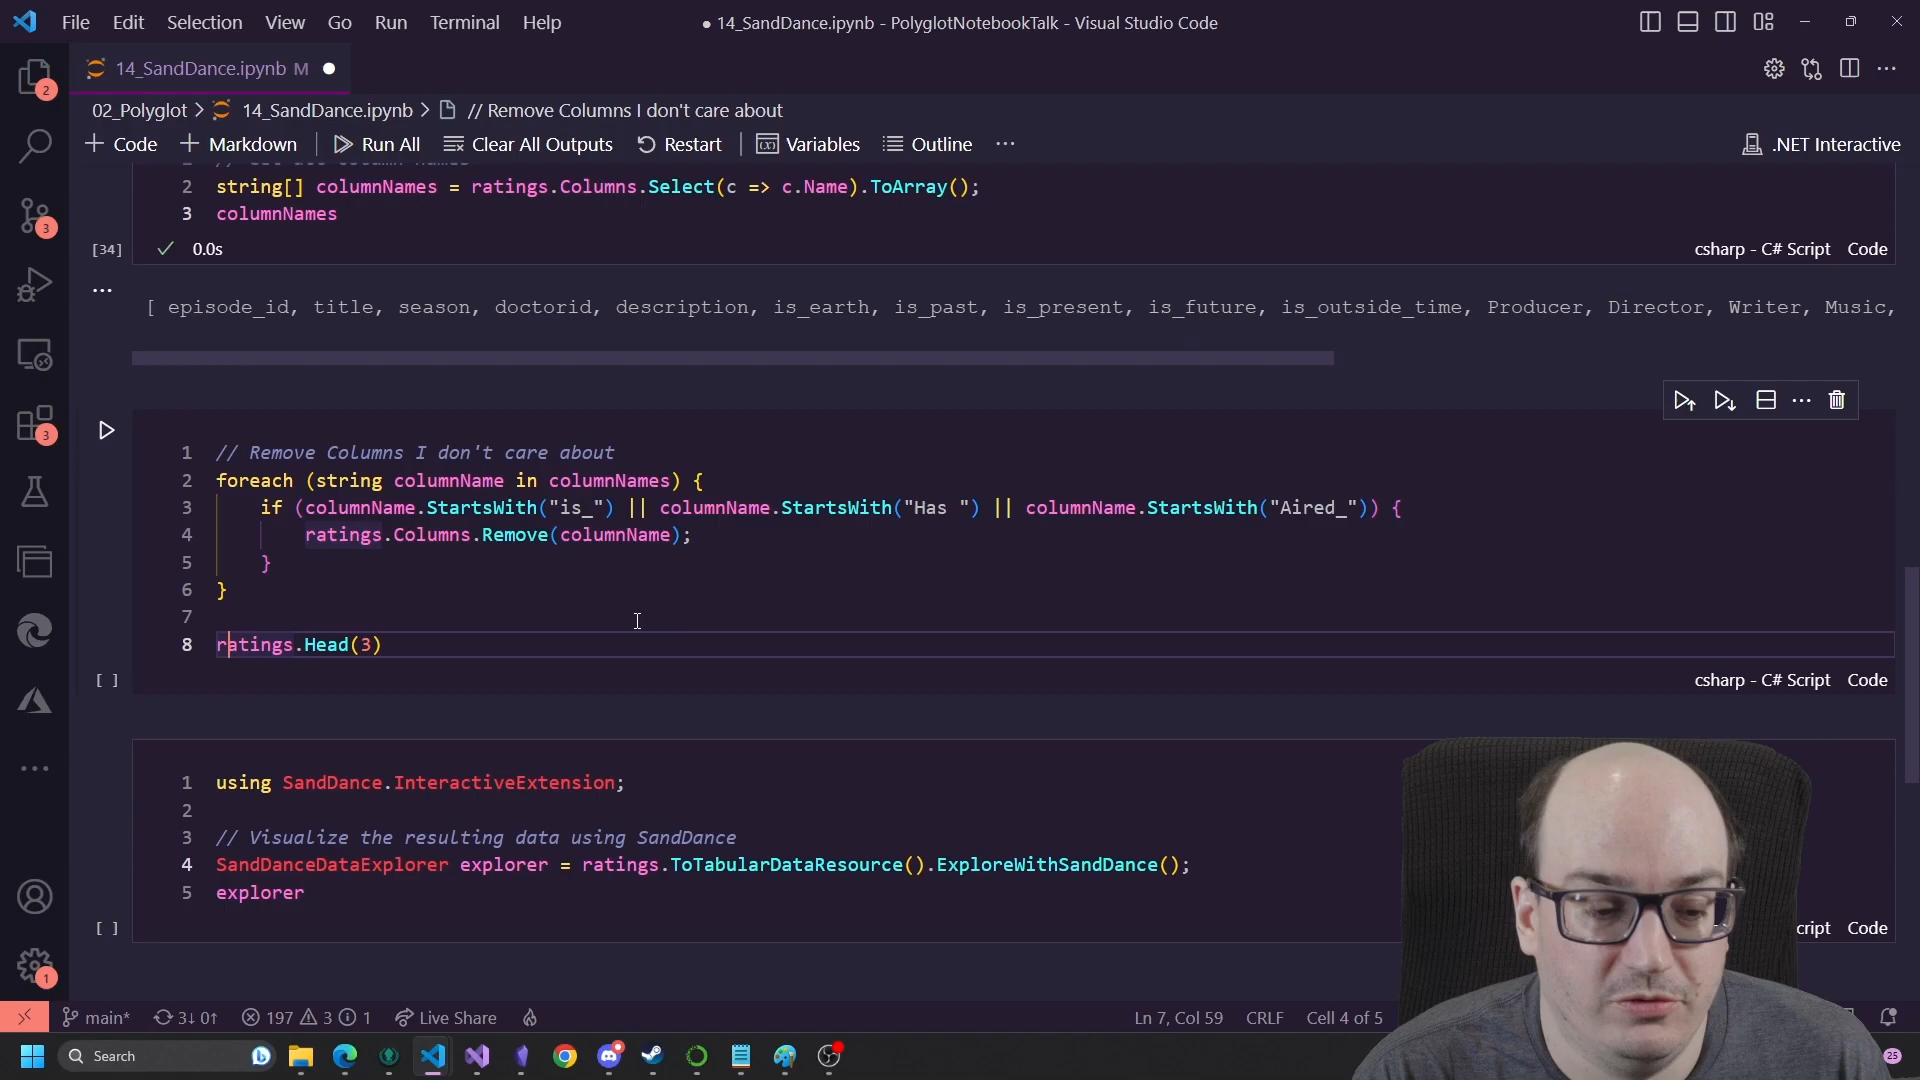 File Edit Selection View Go Run Terminal Help
● 14_SandDance.ipynb - PolyglotNotebookTalk - Visual Studio Code
14_SandDance.ipynb M
02_Polyglot > 14_SandDance.ipynb > // Remove Columns I don't care about
+ Code + Markdown Run All Clear All Outputs Restart Variables Outline ... .NET Interactive
2 string[] columnNames = ratings.Columns.Select(c => c.Name).ToArray();
3 columnNames
[34] 0.0s csharp - C# Script Code
...
[ episode_id, title, season, doctorid, description, is_earth, is_past, is_present, is_future, is_outside_time, Producer, Director, Writer, Music,
1 // Remove Columns I don't care about
2 foreach (string columnName in columnNames) {
3 if (columnName.StartsWith("is_") || columnName.StartsWith("Has ") || columnName.StartsWith("Aired_")) {
4 ratings.Columns.Remove(columnName);
5 }
6 }
7
8 ratings.Head(3)
[ ] csharp - C# Script Code
1 using SandDance.InteractiveExtension;
2
3 // Visualize the resulting data using SandDance
4 SandDanceDataExplorer explorer = ratings.ToTabularDataResource().ExploreWithSandDance();
5 explorer
[ ] cript Code
2
3
3
1
main* 3↓ 0↑ 197 3 1 Live Share Ln 7, Col 59 CRLF Cell 4 of 5
Search
25